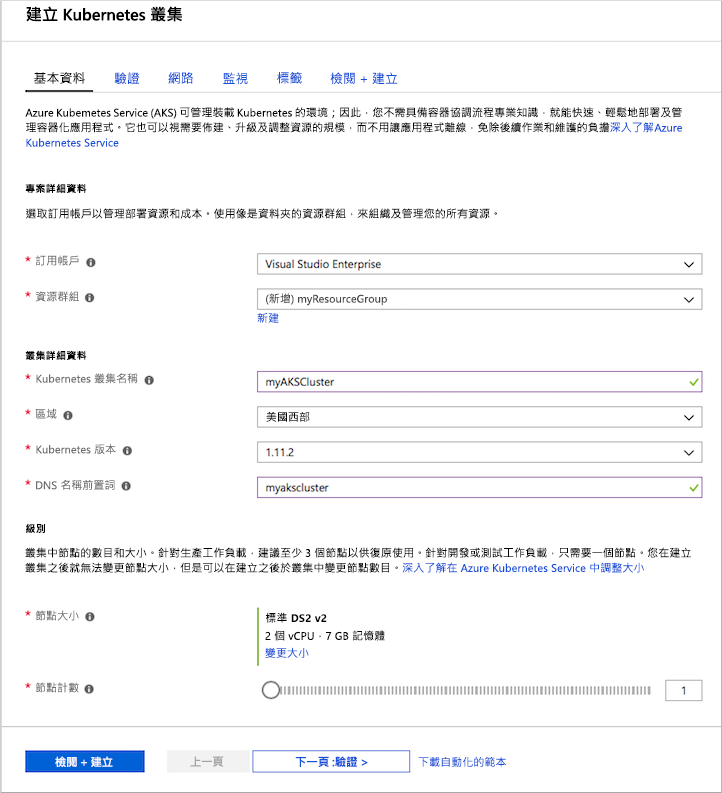 建立 Kubernetes 叢集
基本資料 驗證 網路 監視 標籤 檢閱 + 建立
Azure Kubemetes Service (AKS) 可管理裝載 Kubernetes 的環境；因此，您不需具備容器協調流程專業知識，就能快速、輕鬆地部署及管
理容器化應用程式。它也可以視需要佈建、升級及調整資源的規模，而不用讓應用程式離線，免除後續作業和維護的負擔深入了解Azure
Kubernetes Service
專案詳細資料
選取訂用帳戶以管理部署資源和成本。使用像是資料夾的資源群組，來組織及管理您的所有資源。
* 訂用帳戶 Visual Studio Enterprise
* 資源群組 (新增) myResourceGroup
新建
叢集詳細資料
* Kubernetes 叢集名稱 myAKSCluster
* 區域 美國西部
* Kubernetes 版本 1.11.2
* DNS 名稱前置詞 myakscluster
級別
叢集中節點的數目和大小。針對生產工作負載，建議至少 3 個節點以供復原使用。針對開發或測試工作負載，只需要一個節點。您在建立
叢集之後就無法變更節點大小，但是可以在建立之後於叢集中變更節點數目。深入了解在 Azure Kubernetes Service 中調整大小
* 節點大小 標準 DS2 v2
2 個 vCPU，7 GB 記憶體
變更大小
* 節點計數 1
檢閱 + 建立 上一頁 下一頁 :驗證 > 下載自動化的範本